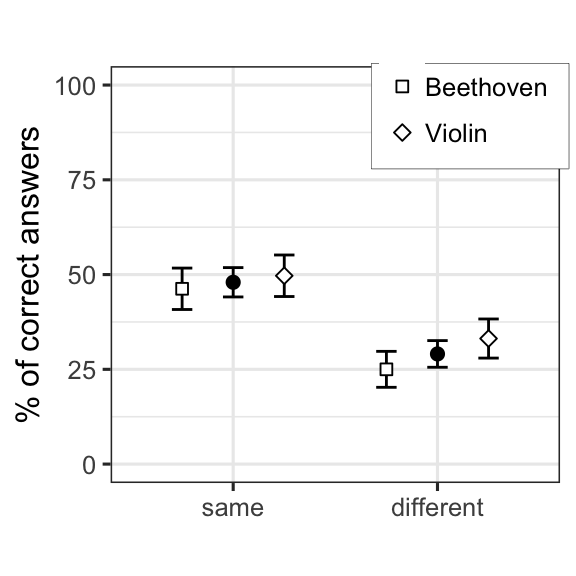 % of correct answers
100
75
50
25
0
same
different
Beethoven
Violin